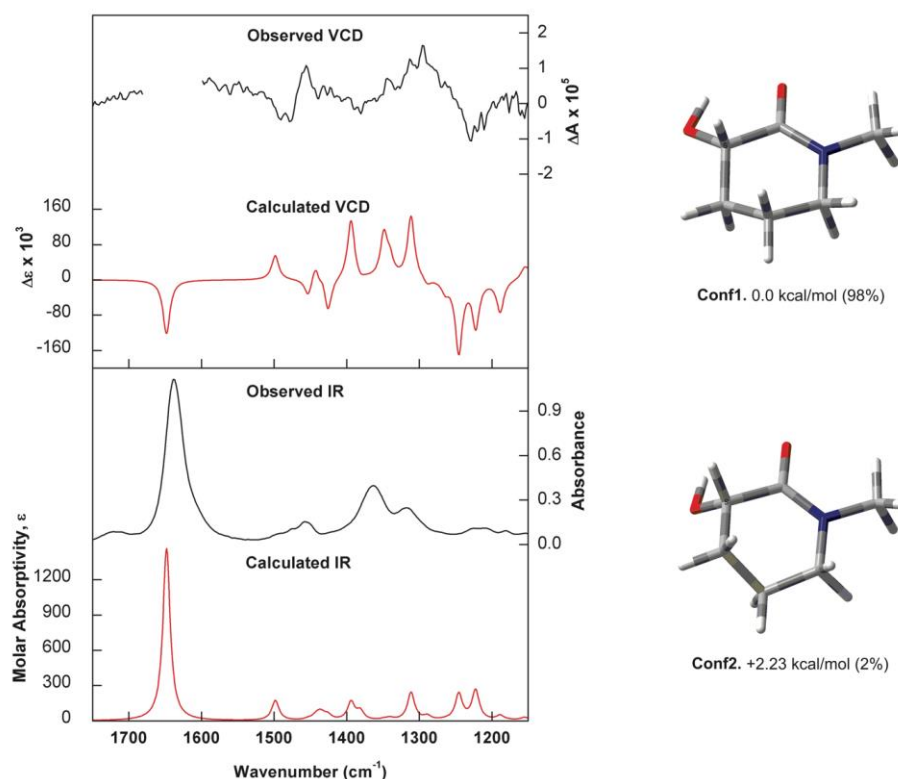 Observed VCD
2
1
0
-1
-2
ΔA x 10⁵
Calculated VCD
160
80
0
-80
-160
Δε x 10³
Conf1. 0.0 kcal/mol (98%)
Observed IR
0.9
0.6
0.3
0.0
Absorbance
Calculated IR
1200
900
600
300
0
Molar Absorptivity, ε
1700 1600 1500 1400 1300 1200
Wavenumber (cm⁻¹)
Conf2. +2.23 kcal/mol (2%)